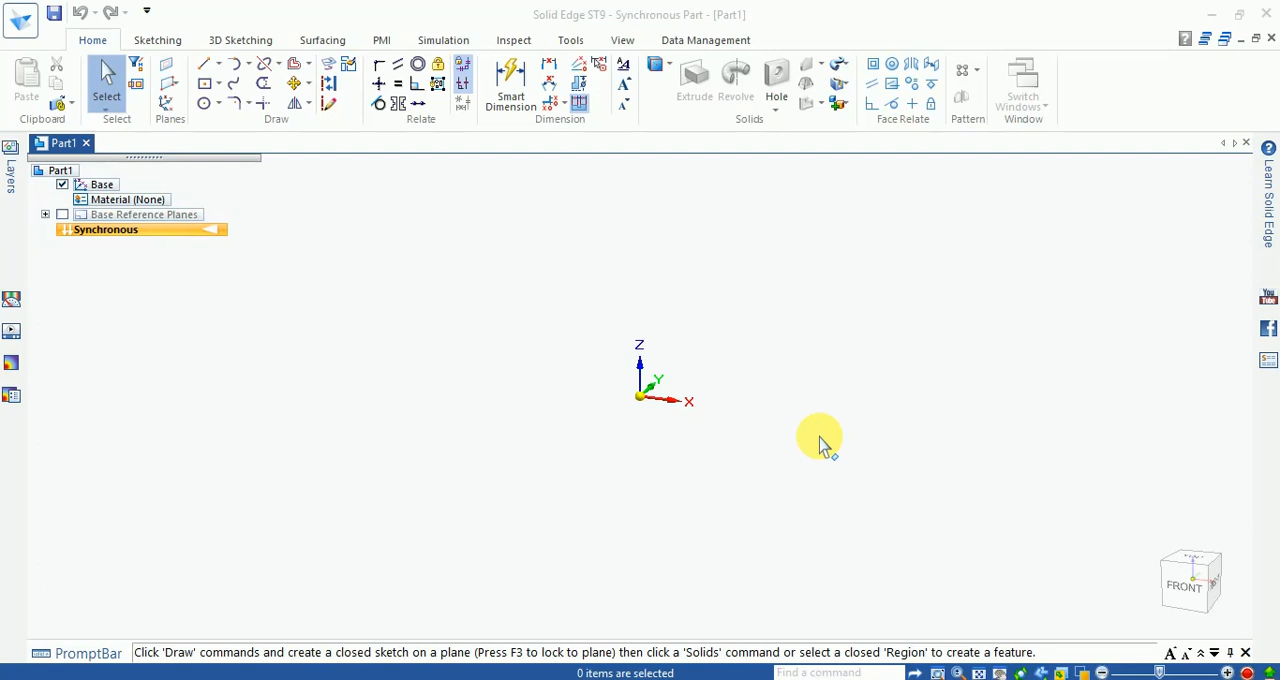 Solid Edge ST9 - Synchronous Part - [Part1]
Home Sketching 3D Sketching Surfacing PMI Simulation Inspect Tools View Data Management
Paste
Clipboard
Select
Select
Planes
Draw
Relate
Smart
Dimension
Dimension
Extrude Revolve Hole
Solids
Face Relate
Pattern
Switch
Windows
Window
Part1
Layers
Part1
Base
Material (None)
Base Reference Planes
Synchronous
Learn Solid Edge
You
Tube
Z
Y
X
FRONT
PromptBar
Click 'Draw' commands and create a closed sketch on a plane (Press F3 to lock to plane) then click a 'Solids' command or select a closed 'Region' to create a feature.
0 items are selected
Find a command